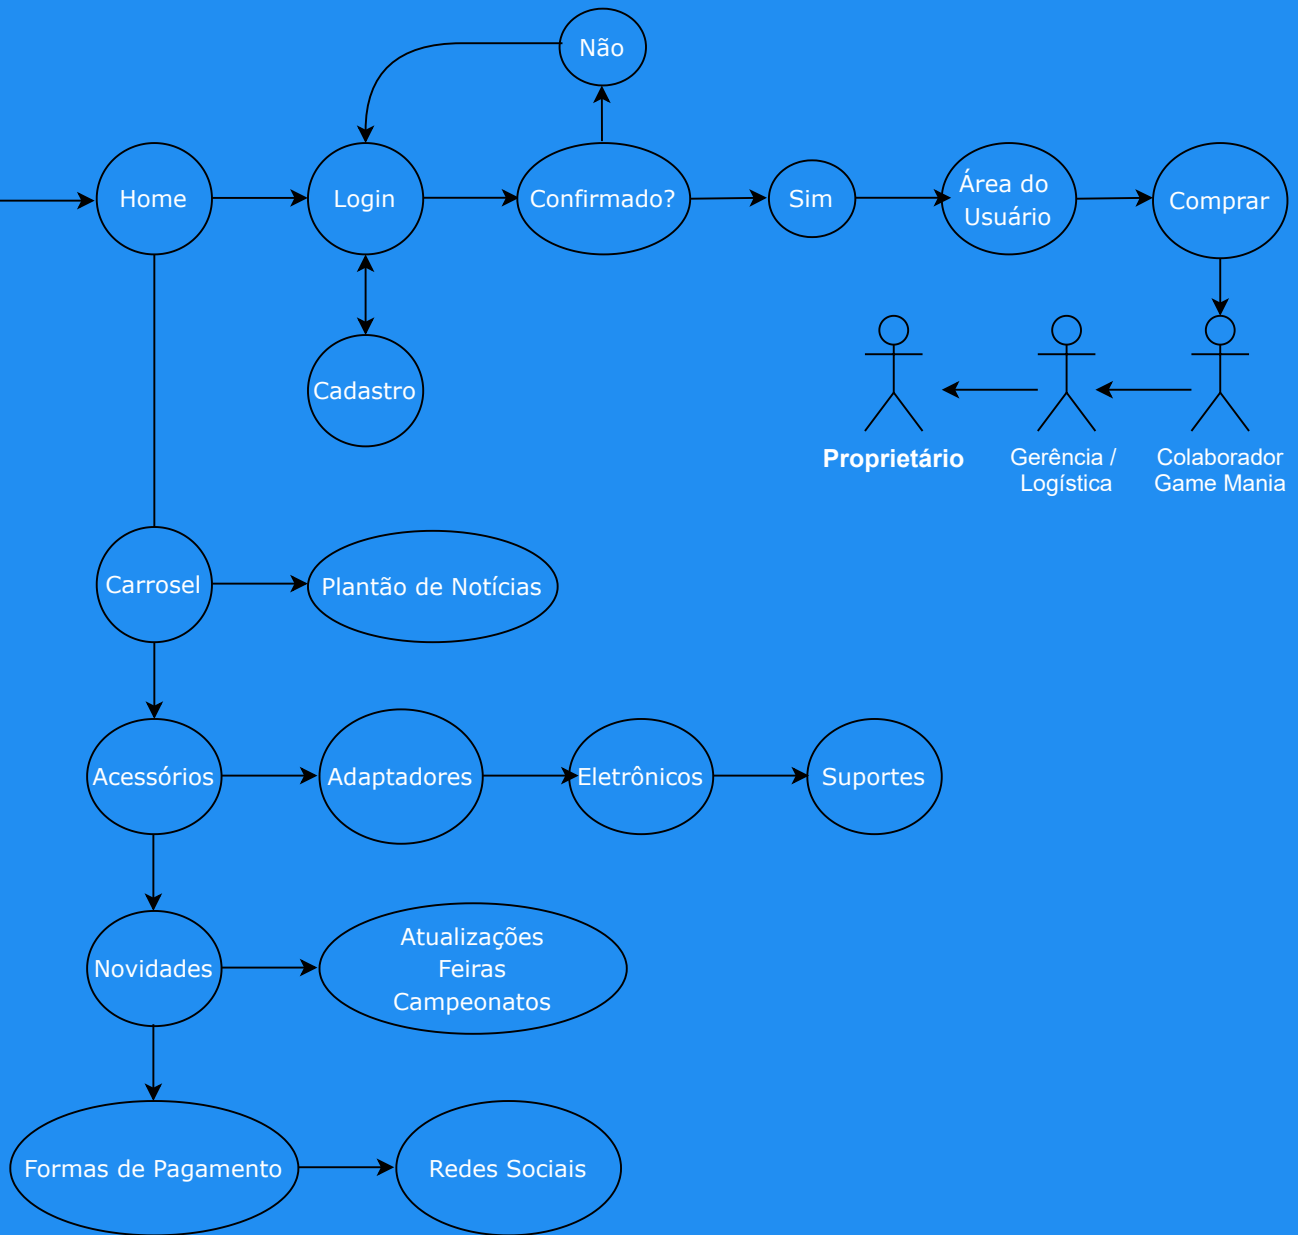 Não
Home
Login
Confirmado?
Sim
Área do
Usuário
Comprar
Cadastro
Proprietário
Gerência /
Logística
Colaborador
Game Mania
Carrosel
Plantão de Notícias
Acessórios
Adaptadores
Eletrônicos
Suportes
Novidades
Atualizações
Feiras
Campeonatos
Formas de Pagamento
Redes Sociais